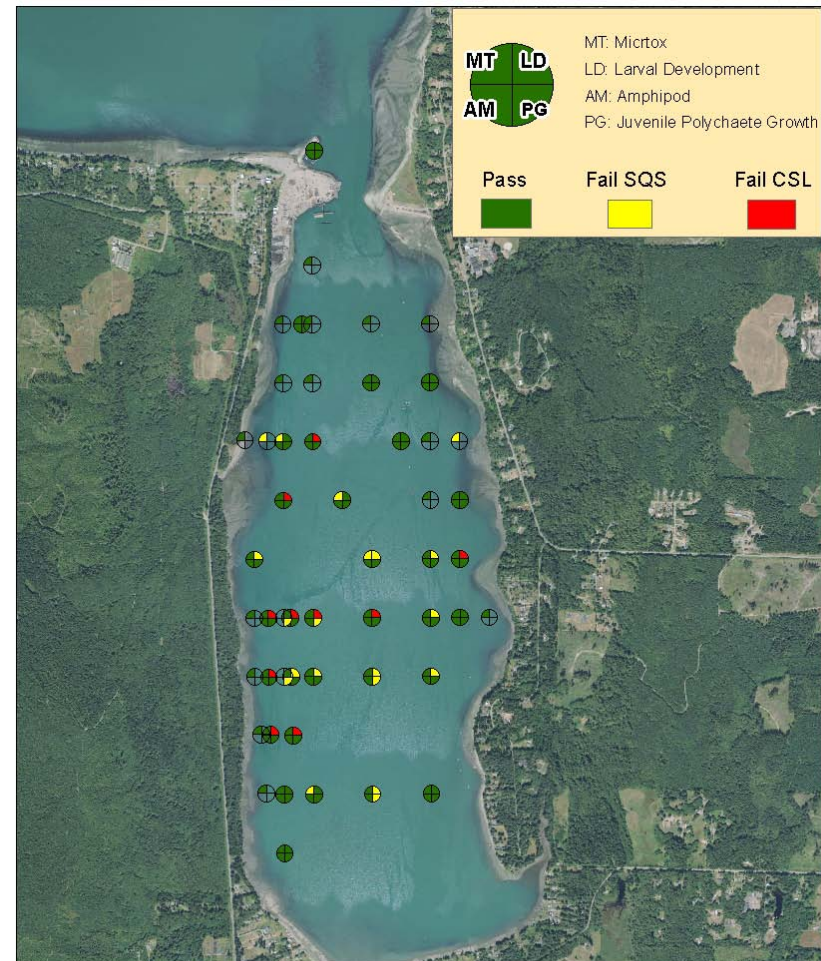 MT LD
AM PG
MT: Micrtox
LD: Larval Development
AM: Amphipod
PG: Juvenile Polychaete Growth
Pass Fail SQS Fail CSL